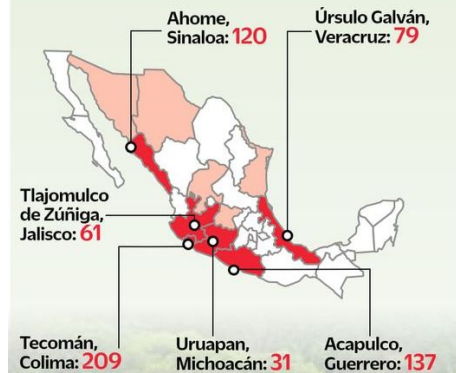 Ahome,
Sinaloa: 120
Úrsulo Galván,
Veracruz: 79
Tlajomulco
de Zúñiga,
Jalisco: 61
Tecomán,
Colima: 209
Uruapan,
Michoacán: 31
Acapulco,
Guerrero: 137